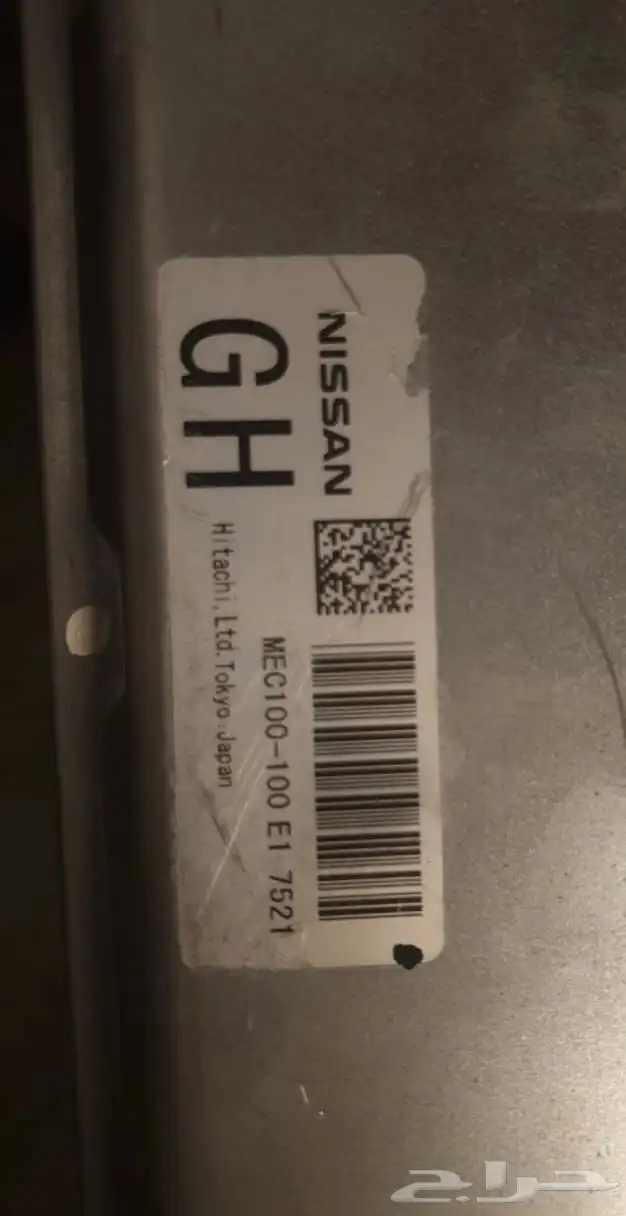 NISSAN
GH
MEC100-100 E1 7521
Hitachi, Ltd. Tokyo Japan
حراج